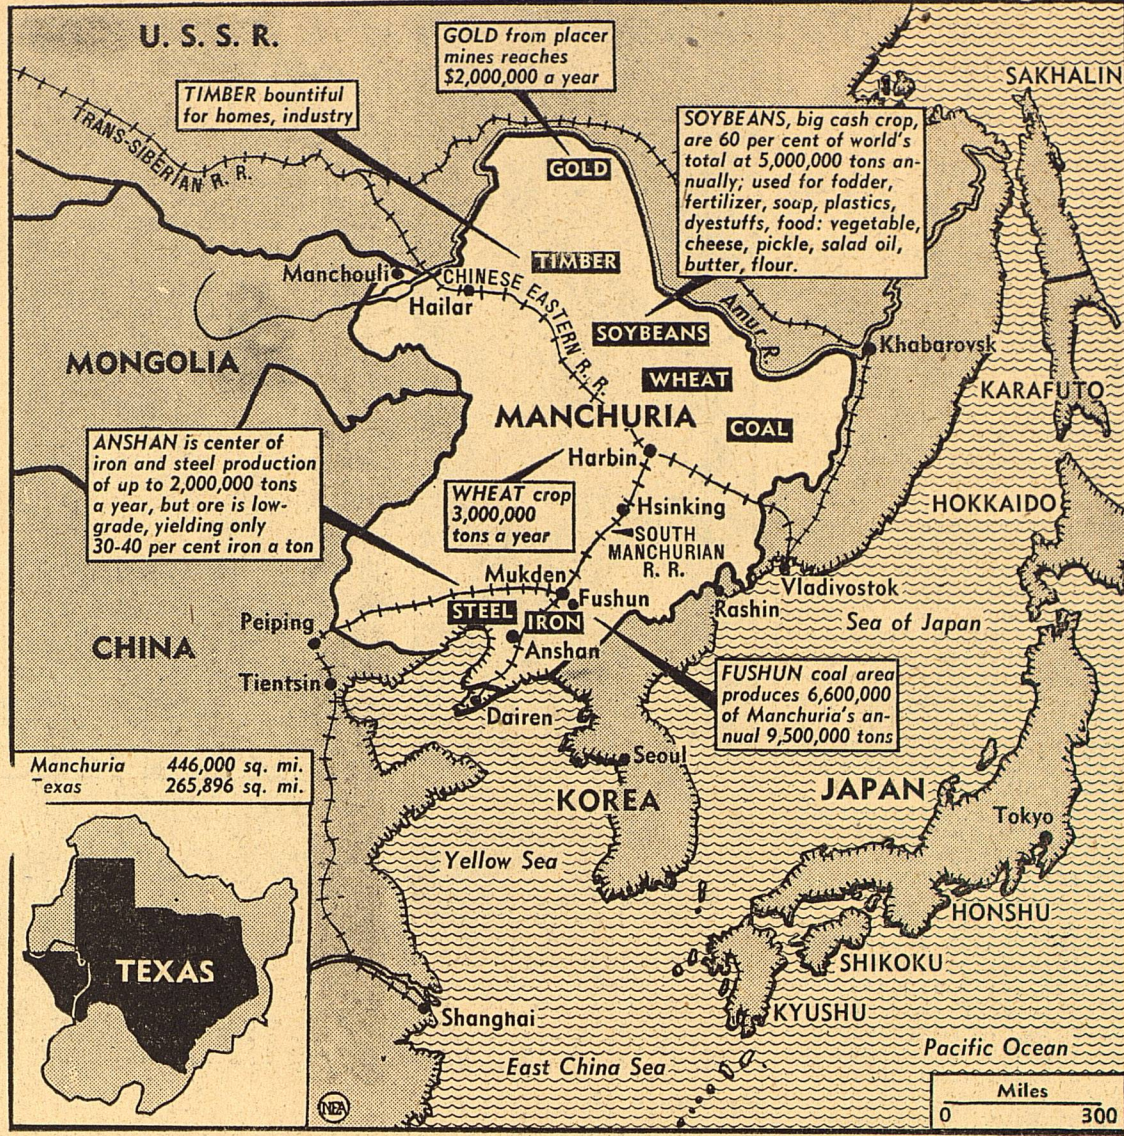 U. S. S. R.
GOLD from placer
mines reaches
$2,000,000 a year
SAKHALIN
TIMBER bountiful
for homes, industry
TRANS-SIBERIAN R. R.
SOYBEANS, big cash crop,
are 60 per cent of world's
total at 5,000,000 tons an-
nually; used for fodder,
fertilizer, soap, plastics,
dyestuffs, food: vegetable,
cheese, pickle, salad oil,
butter, flour.
GOLD
TIMBER
Manchouli
CHINESE EASTERN R. R.
Hailar
Amur R.
SOYBEANS
Khabarovsk
MONGOLIA
WHEAT
KARAFUTO
MANCHURIA
COAL
ANSHAN is center of
iron and steel production
of up to 2,000,000 tons
a year, but ore is low-
grade, yielding only
30-40 per cent iron a ton
Harbin
WHEAT crop
3,000,000
tons a year
Hsinking
HOKKAIDO
SOUTH
MANCHURIAN
R. R.
Mukden
Fushun
Vladivostok
Rashin
STEEL
IRON
Peiping
Sea of Japan
CHINA
Anshan
Tientsin
FUSHUN coal area
produces 6,600,000
of Manchuria's an-
nual 9,500,000 tons
Dairen
Seoul
Manchuria 446,000 sq. mi.
exas 265,896 sq. mi.
KOREA
JAPAN
Tokyo
Yellow Sea
HONSHU
TEXAS
SHIKOKU
Shanghai
KYUSHU
East China Sea
Pacific Ocean
NEA
Miles
0 300